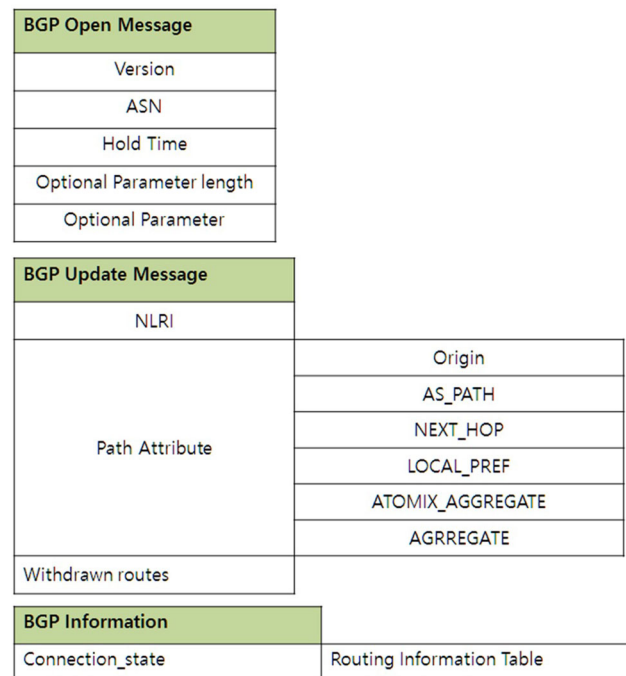 BGP Open Message
Version
ASN
Hold Time
Optional Parameter length
Optional Parameter
BGP Update Message
NLRI
Path Attribute
Origin
AS_PATH
NEXT_HOP
LOCAL_PREF
ATOMIX_AGGREGATE
AGRREGATE
Withdrawn routes
BGP Information
Connection_state
Routing Information Table